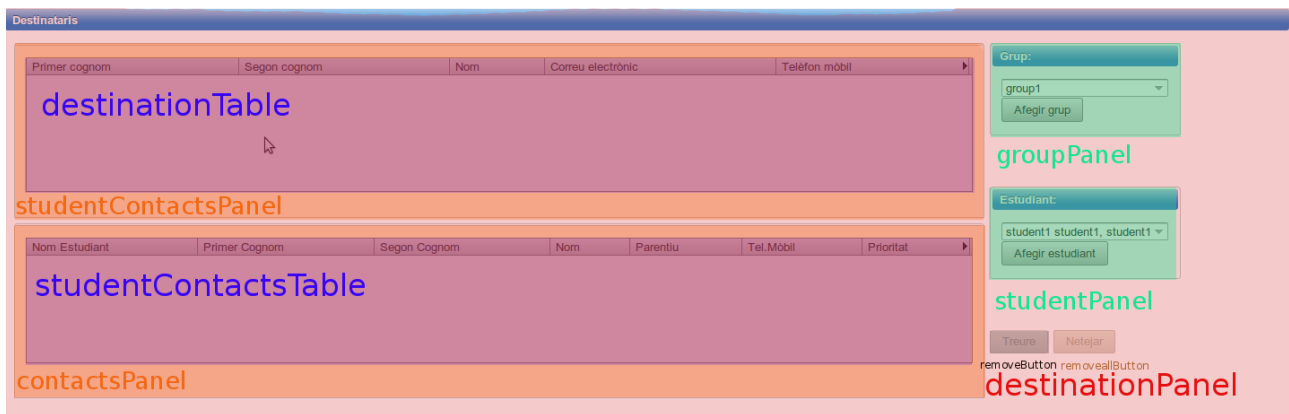 Destinataris
Primer cognom Segon cognom Nom Correu electrònic Telèfon mòbil
destinationTable
studentContactsPanel
Nom Estudiant Primer Cognom Segon Cognom Nom Parentiu Tel.Mòbil Prioritat
studentContactsTable
contactsPanel
Grup:
group1
Afegir grup
groupPanel
Estudiant:
student1 student1, student1
Afegir estudiant
studentPanel
Treure Netejar
removeButton removeallButton
destinationPanel